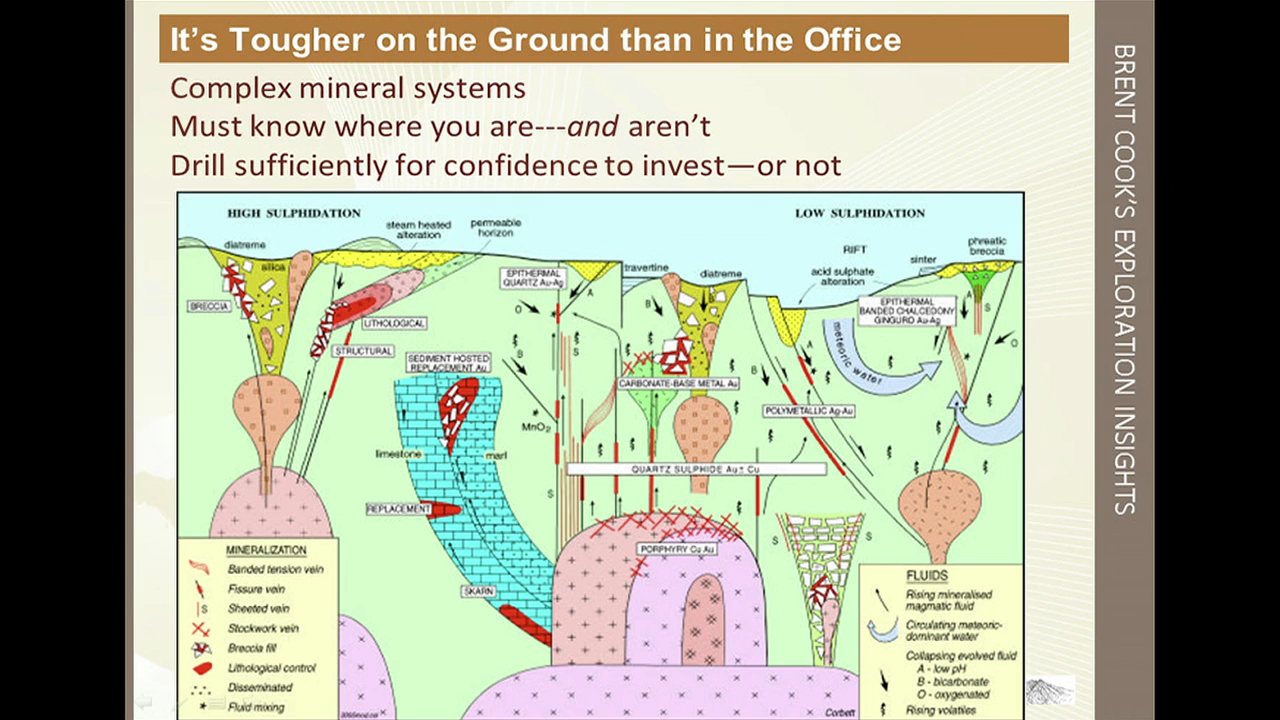 It's Tougher on the Ground than in the Office
Complex mineral systems
Must know where you are---and aren't
Drill sufficiently for confidence to invest—or not
BRENT COOK'S EXPLORATION INSIGHTS
HIGH SULPHIDATION
LOW SULPHIDATION
steam heated
alteration
permeable
horizon
diatreme
silica
BRECCIA
LITHOLOGICAL
STRUCTURAL
SEDIMENT HOSTED
REPLACEMENT Au
limestone
marl
REPLACEMENT
SKARN
EPITHERMAL
QUARTZ Au-Ag
A
O
B
S
MnO2
S
travertine
diatreme
B
CARBONATE-BASE METAL Au
QUARTZ SULPHIDE Au ± Cu
PORPHYRY Cu Au
RIFT
acid sulphate
alteration
sinter
phreatic
breccia
EPITHERMAL
BANDED CHALCEDONY
GINGURO Au-Ag
A
S
O
meteoric water
A
B
POLYMETALLIC Ag-Au
S
S
MINERALIZATION
Banded tension vein
Fissure vein
S Sheeted vein
Stockwork vein
Breccia fill
Lithological control
Disseminated
Fluid mixing
FLUIDS
Rising mineralised
magmatic fluid
Circulating meteoric-
dominant water
Collapsing evolved fluid
A - low pH
B - bicarbonate
O - oxygenated
Rising volatiles
Corbett